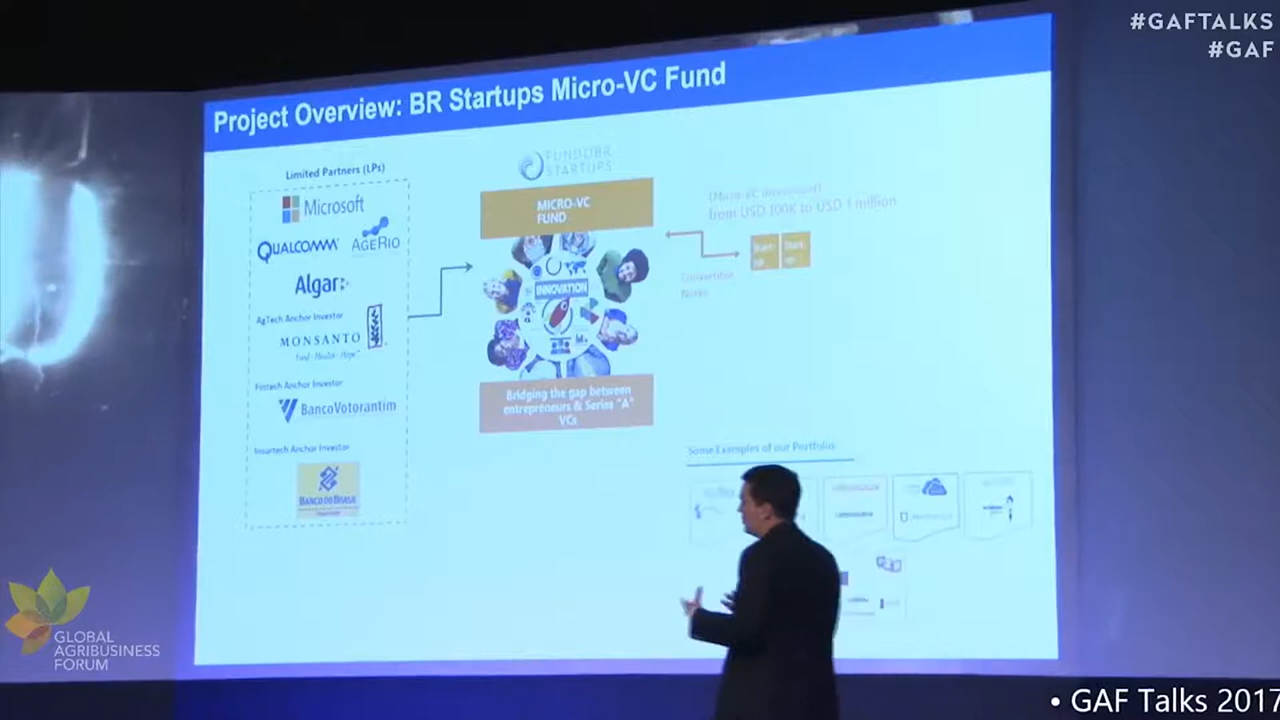 #GAFTALKS
#GAF
Project Overview: BR Startups Micro-VC Fund
Limited Partners (LPs)
Microsoft
QUALCOMM
AGERIO
Algar
AgTech Anchor Investor
MONSANTO
Food · Health · Hope™
Fintech Anchor Investor
BancoVotorantim
Insurtech Anchor Investor
BANCO DO BRASIL
FUNDO BR
STARTUPS
MICRO-VC
FUND
INNOVATION
Bridging the gap between
entrepreneurs & Series "A"
VCs
(Micro-VC Investment)
from USD 100K to USD 1 million
Start-
up
Start-
up
Convertible
Notes
Some Examples of our Portfolio:
GLOBAL
AGRIBUSINESS
FORUM
• GAF Talks 2017